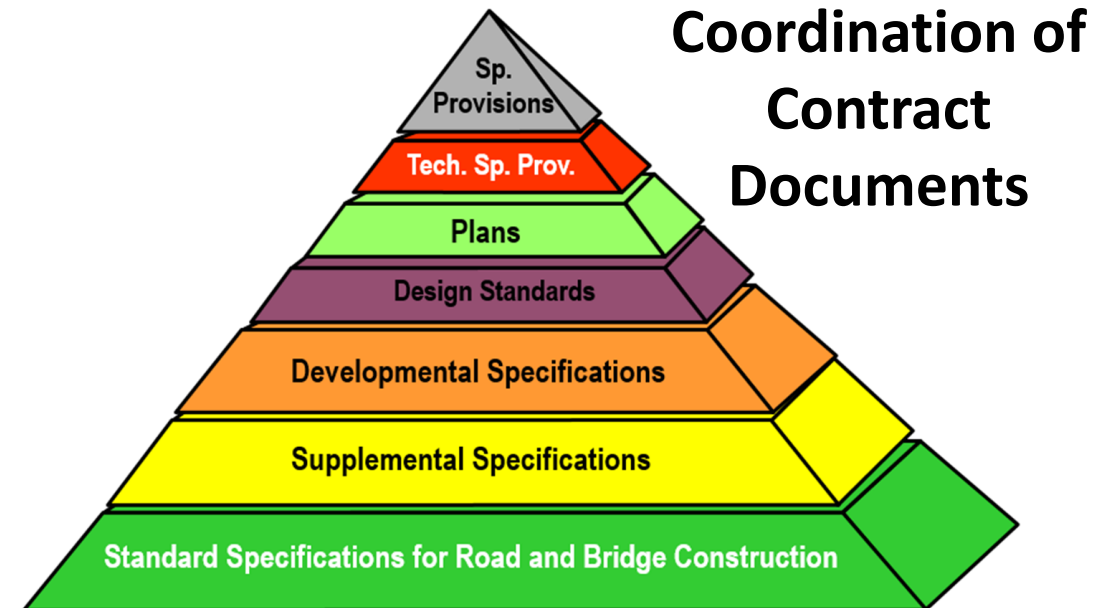 Coordination of
Contract
Documents
Sp.
Provisions
Tech. Sp. Prov.
Plans
Design Standards
Developmental Specifications
Supplemental Specifications
Standard Specifications for Road and Bridge Construction